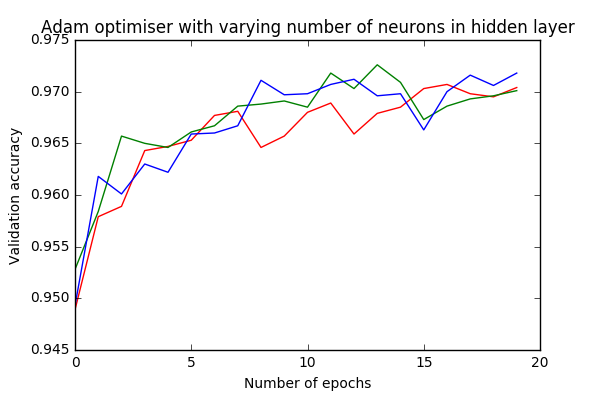 Adam optimiser with varying number of neurons in hidden layer
0.975
0.970
0.965
0.960
0.955
0.950
0.945
Validation accuracy
0 5 10 15 20
Number of epochs